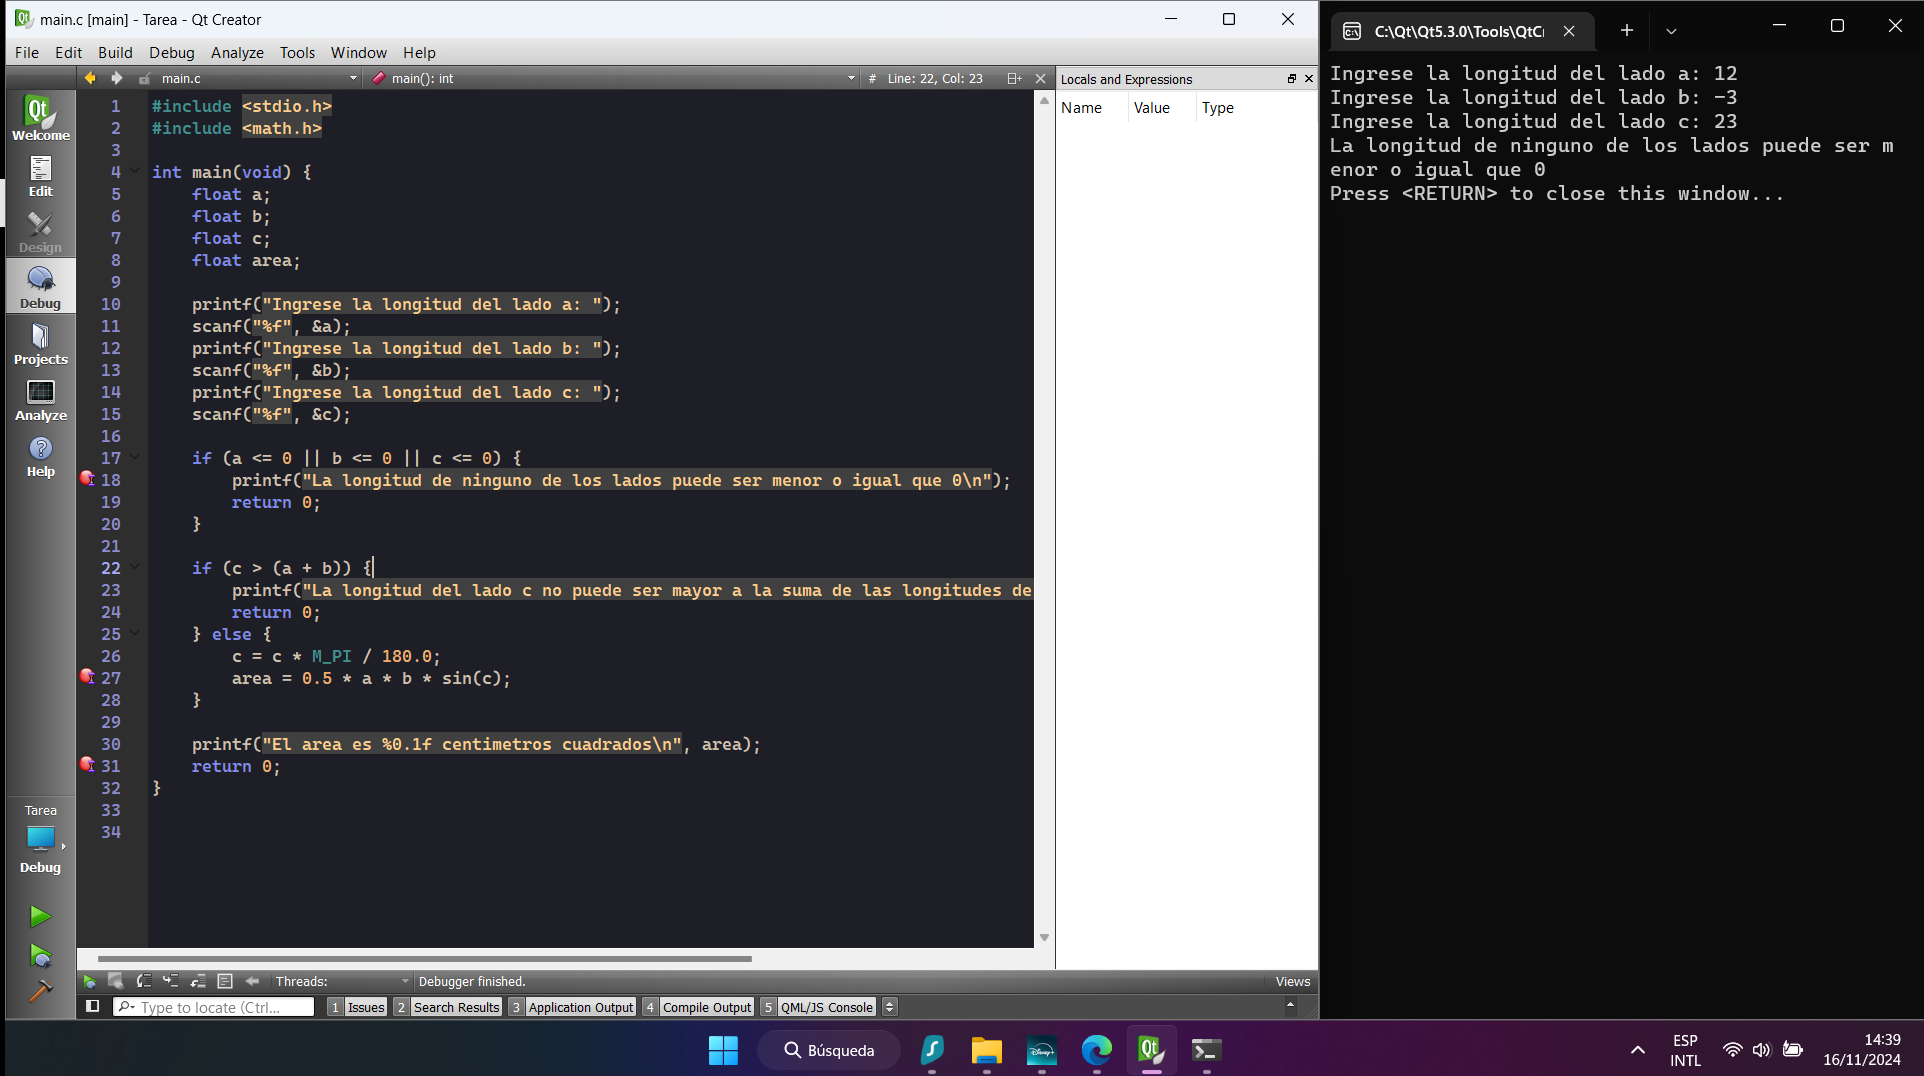 main.c [main] - Tarea - Qt Creator
File Edit Build Debug Analyze Tools Window Help
main.c
main(): int
# Line: 22, Col: 23
Welcome
Edit
Design
Debug
Projects
Analyze
Help
Tarea
Debug
1 #include <stdio.h>
2 #include <math.h>
3
4 int main(void) {
5 float a;
6 float b;
7 float c;
8 float area;
9
10 printf("Ingrese la longitud del lado a: ");
11 scanf("%f", &a);
12 printf("Ingrese la longitud del lado b: ");
13 scanf("%f", &b);
14 printf("Ingrese la longitud del lado c: ");
15 scanf("%f", &c);
16
17 if (a <= 0 || b <= 0 || c <= 0) {
18 printf("La longitud de ninguno de los lados puede ser menor o igual que 0\n");
19 return 0;
20 }
21
22 if (c > (a + b)) {
23 printf("La longitud del lado c no puede ser mayor a la suma de las longitudes de
24 return 0;
25 } else {
26 c = c * M_PI / 180.0;
27 area = 0.5 * a * b * sin(c);
28 }
29
30 printf("El area es %0.1f centimetros cuadrados\n", area);
31 return 0;
32 }
33
34
Locals and Expressions
Name Value Type
Threads:
Debugger finished.
Views
Type to locate (Ctrl...
1 Issues 2 Search Results 3 Application Output 4 Compile Output 5 QML/JS Console
C:\Qt\Qt5.3.0\Tools\QtCr
Ingrese la longitud del lado a: 12
Ingrese la longitud del lado b: -3
Ingrese la longitud del lado c: 23
La longitud de ninguno de los lados puede ser m
enor o igual que 0
Press <RETURN> to close this window...
Búsqueda
Disney+
Qt
ESP
INTL
14:39
16/11/2024